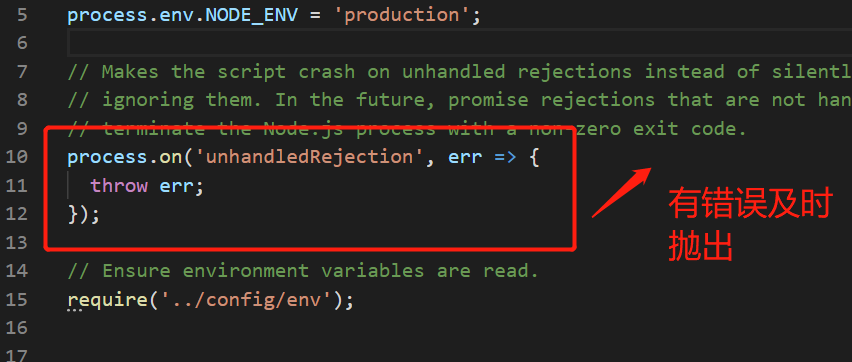 5 process.env.NODE_ENV = 'production';
6
7 // Makes the script crash on unhandled rejections instead of silentl
8 // ignoring them. In the future, promise rejections that are not han
9 // terminate the Node.js process with a non-zero exit code.
10 process.on('unhandledRejection', err => {
11 throw err;
12 });
13
有错误及时
抛出
14 // Ensure environment variables are read.
15 require('../config/env');
16
17